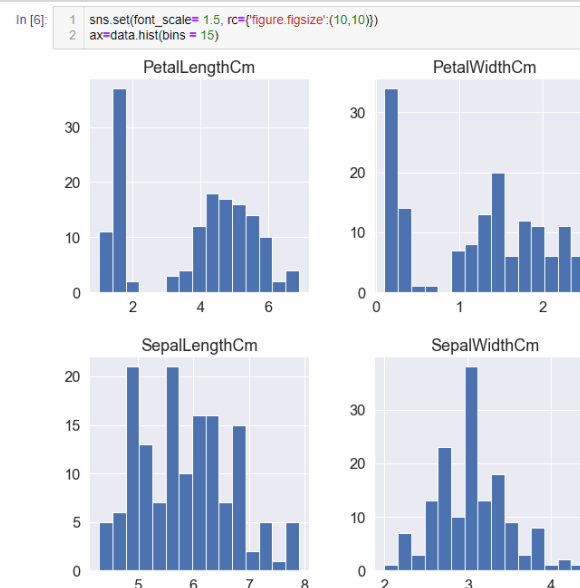 In [6]:
1 sns.set(font_scale= 1.5, rc={'figure.figsize':(10,10)})
2 ax=data.hist(bins = 15)
PetalLengthCm
30
20
10
0
2 4 6
PetalWidthCm
30
20
10
0
0 1 2
SepalLengthCm
20
15
10
5
0
5 6 7 8
SepalWidthCm
30
20
10
0
2 3 4